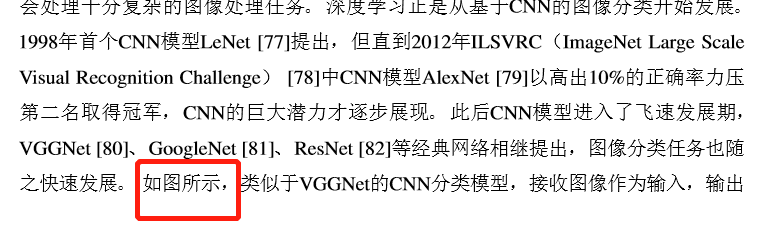 会处理十分复杂的图像处理任务。深度学习正是从基于CNN的图像分类开始发展。
1998年首个CNN模型LeNet [77]提出，但直到2012年ILSVRC（ImageNet Large Scale
Visual Recognition Challenge） [78]中CNN模型AlexNet [79]以高出10%的正确率力压
第二名取得冠军，CNN的巨大潜力才逐步展现。此后CNN模型进入了飞速发展期，
VGGNet [80]、GoogleNet [81]、ResNet [82]等经典网络相继提出，图像分类任务也随
之快速发展。 如图所示，类似于VGGNet的CNN分类模型，接收图像作为输入，输出